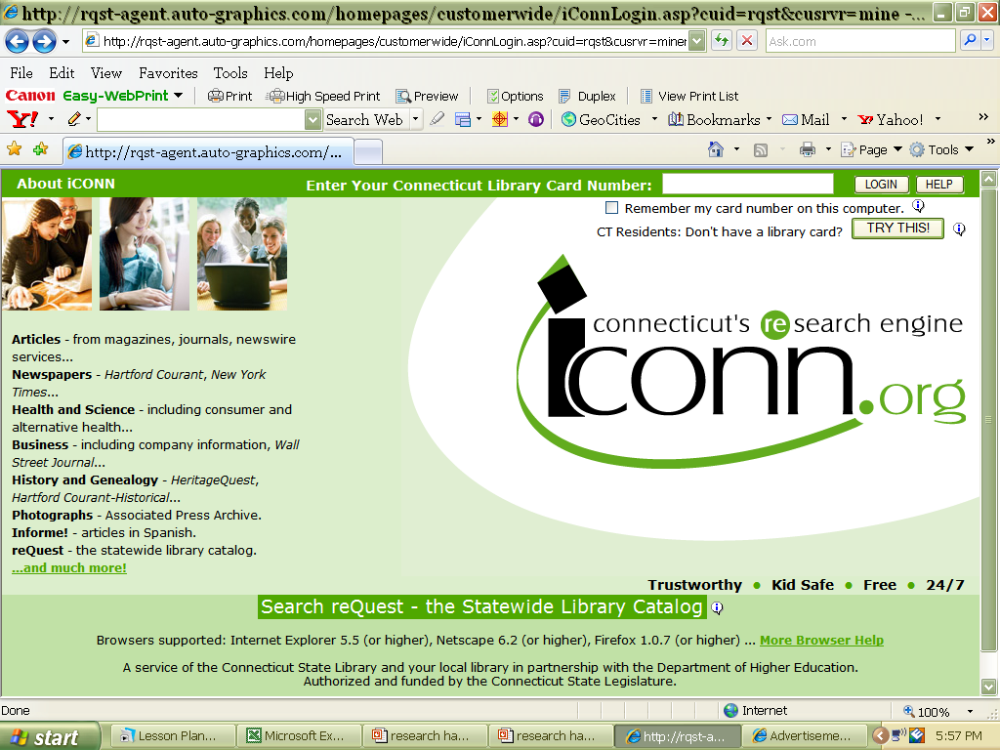 http://rqst-agent.auto-graphics.com/homepages/customerwide/iConnLogin.asp?cuid=rqst&cusrvr=mine -...
http://rqst-agent.auto-graphics.com/homepages/customerwide/iConnLogin.asp?cuid=rqst&cusrvr=miner
Ask.com
File Edit View Favorites Tools Help
Canon Easy-WebPrint Print High Speed Print Preview Options Duplex View Print List
Y! Search Web GeoCities Bookmarks Mail Yahoo! »
http://rqst-agent.auto-graphics.com/... Page Tools »
About iCONN Enter Your Connecticut Library Card Number: LOGIN HELP
Remember my card number on this computer.
CT Residents: Don't have a library card? TRY THIS!
connecticut's research engine
iconn.org
Articles - from magazines, journals, newswire
services...
Newspapers - Hartford Courant, New York
Times...
Health and Science - including consumer and
alternative health...
Business - including company information, Wall
Street Journal...
History and Genealogy - HeritageQuest,
Hartford Courant-Historical...
Photographs - Associated Press Archive.
Informe! - articles in Spanish.
reQuest - the statewide library catalog.
...and much more!
Trustworthy • Kid Safe • Free • 24/7
Search reQuest - the Statewide Library Catalog
Browsers supported: Internet Explorer 5.5 (or higher), Netscape 6.2 (or higher), Firefox 1.0.7 (or higher) ... More Browser Help
A service of the Connecticut State Library and your local library in partnership with the Department of Higher Education.
Authorized and funded by the Connecticut State Legislature.
Done Internet 100%
start Lesson Plan... Microsoft Ex... research ha... research ha... http://rqst-a... Advertiseme... 5:57 PM